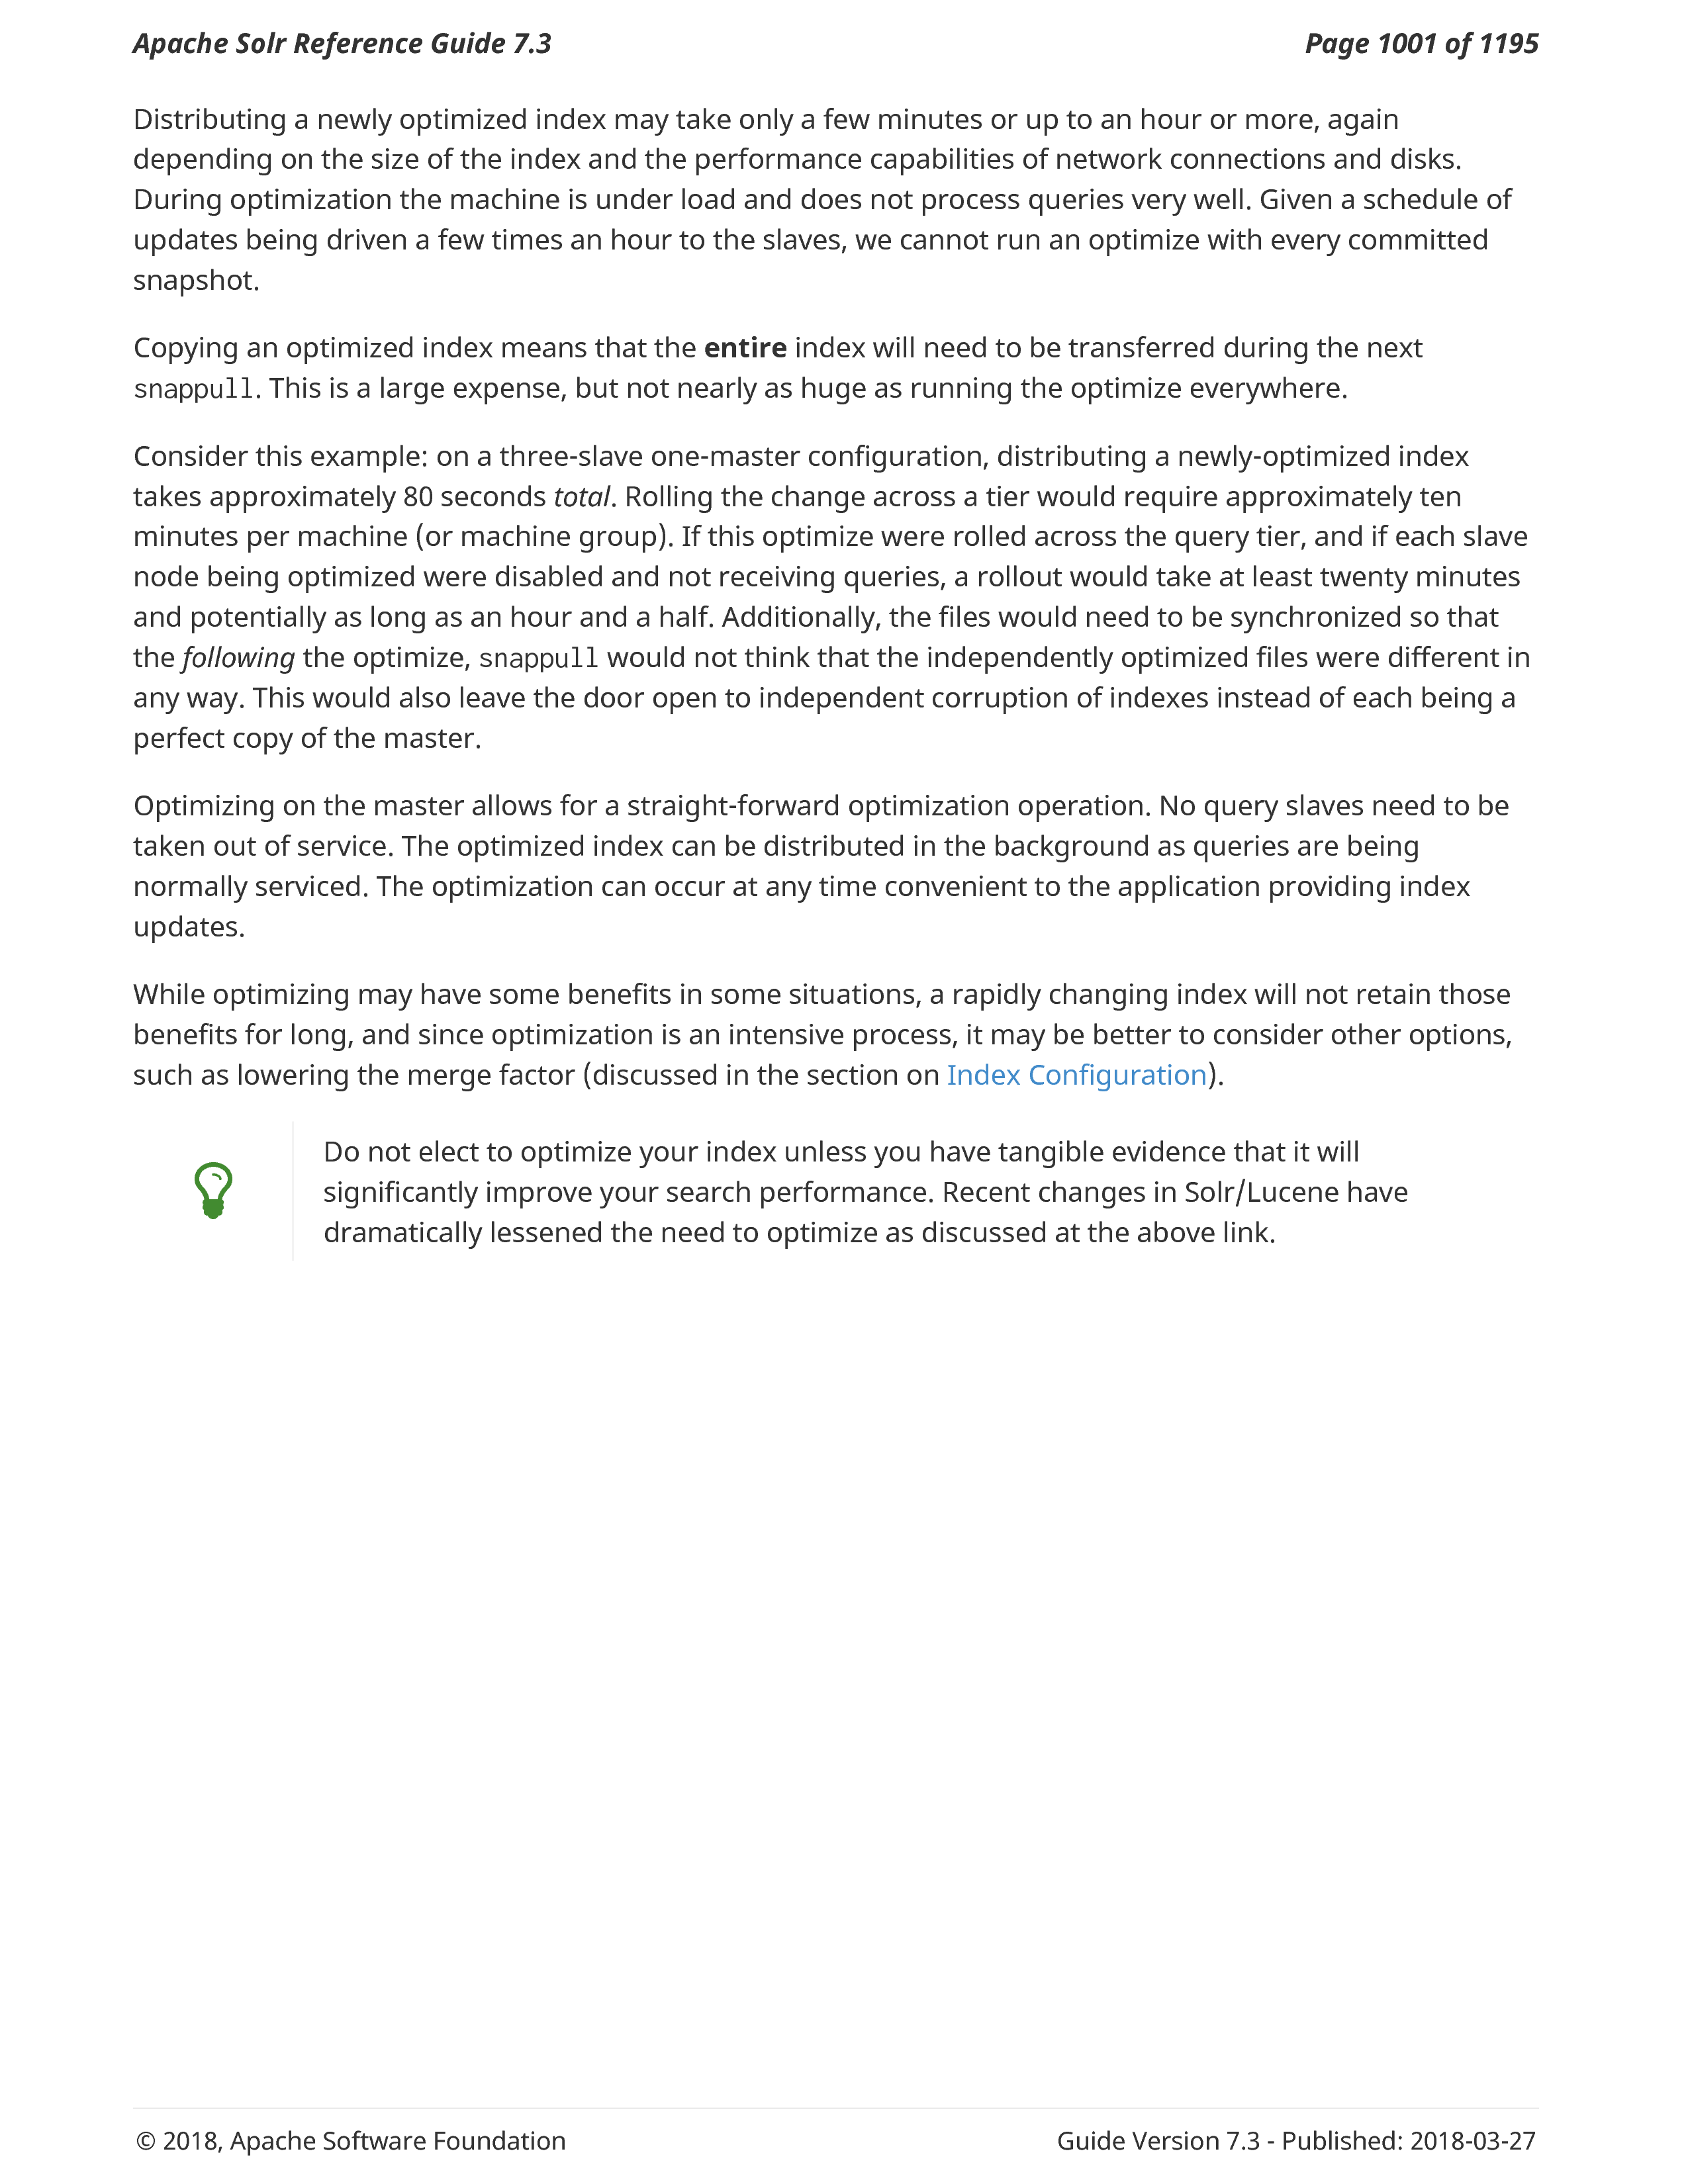 Apache Solr Reference Guide 7.3
Page 1001 of 1195
Distributing a newly optimized index may take only a few minutes or up to an hour or more, again
depending on the size of the index and the performance capabilities of network connections and disks.
During optimization the machine is under load and does not process queries very well. Given a schedule of
updates being driven a few times an hour to the slaves, we cannot run an optimize with every committed
snapshot.
Copying an optimized index means that the entire index will need to be transferred during the next
snappull. This is a large expense, but not nearly as huge as running the optimize everywhere.
Consider this example: on a three-slave one-master configuration, distributing a newly-optimized index
takes approximately 80 seconds total. Rolling the change across a tier would require approximately ten
minutes per machine (or machine group). If this optimize were rolled across the query tier, and if each slave
node being optimized were disabled and not receiving queries, a rollout would take at least twenty minutes
and potentially as long as an hour and a half. Additionally, the files would need to be synchronized so that
the following the optimize, snappull would not think that the independently optimized files were different in
any way. This would also leave the door open to independent corruption of indexes instead of each being a
perfect copy of the master.
Optimizing on the master allows for a straight-forward optimization operation. No query slaves need to be
taken out of service. The optimized index can be distributed in the background as queries are being
normally serviced. The optimization can occur at any time convenient to the application providing index
updates.
While optimizing may have some benefits in some situations, a rapidly changing index will not retain those
benefits for long, and since optimization is an intensive process, it may be better to consider other options,
such as lowering the merge factor (discussed in the section on Index Configuration).
Do not elect to optimize your index unless you have tangible evidence that it will
significantly improve your search performance. Recent changes in Solr/Lucene have
dramatically lessened the need to optimize as discussed at the above link.
© 2018, Apache Software Foundation
Guide Version 7.3 - Published: 2018-03-27